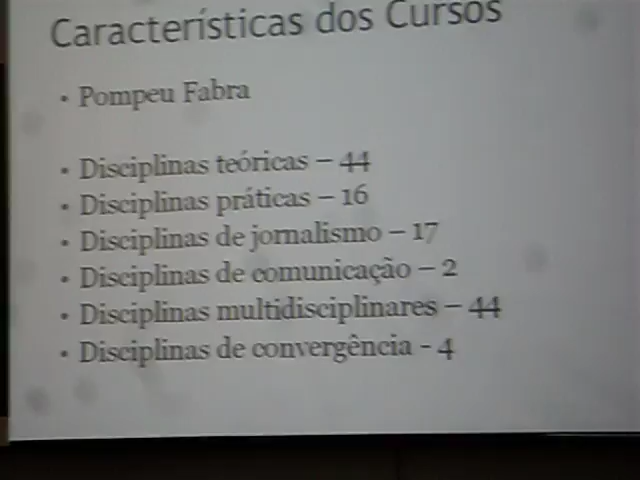 Características dos Cursos
• Pompeu Fabra
• Disciplinas teóricas – 44
• Disciplinas práticas – 16
• Disciplinas de jornalismo – 17
• Disciplinas de comunicação – 2
• Disciplinas multidisciplinares – 44
• Disciplinas de convergência - 4